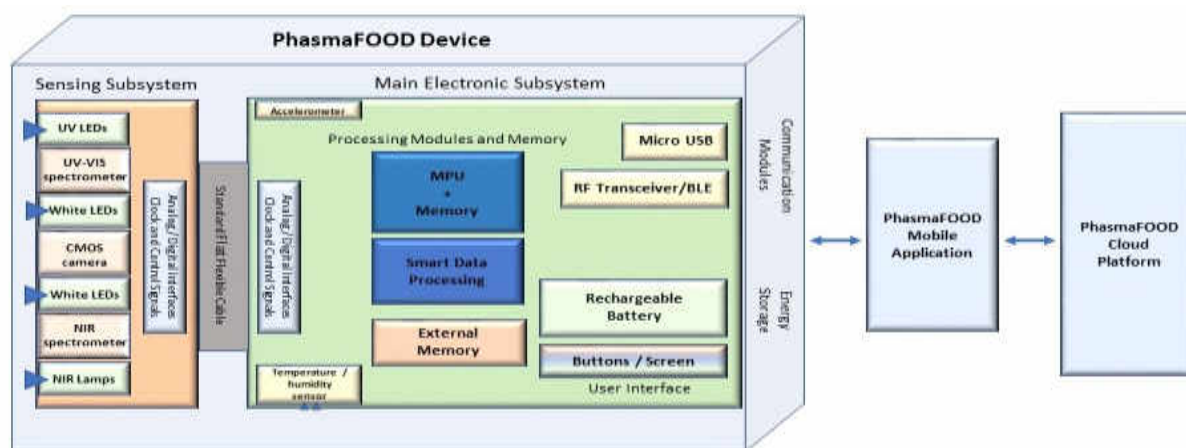 PhasmaFOOD Device
Sensing Subsystem
Main Electronic Subsystem
UV LEDs
UV-VIS
spectrometer
White LEDs
CMOS
camera
White LEDs
NIR
spectrometer
NIR Lamps
Analog / Digital Interfaces
Clock and Control Signals
Standard Flat Flexible Cable
Analog / Digital Interfaces
Clock and Control Signals
Accelerometer
Processing Modules and Memory
MPU
+
Memory
Smart Data
Processing
External
Memory
Temperature /
humidity
sensor
Micro USB
RF Transceiver/BLE
Rechargeable
Battery
Buttons / Screen
User Interface
Communication
Modules
Energy
Storage
PhasmaFOOD
Mobile
Application
PhasmaFOOD
Cloud
Platform